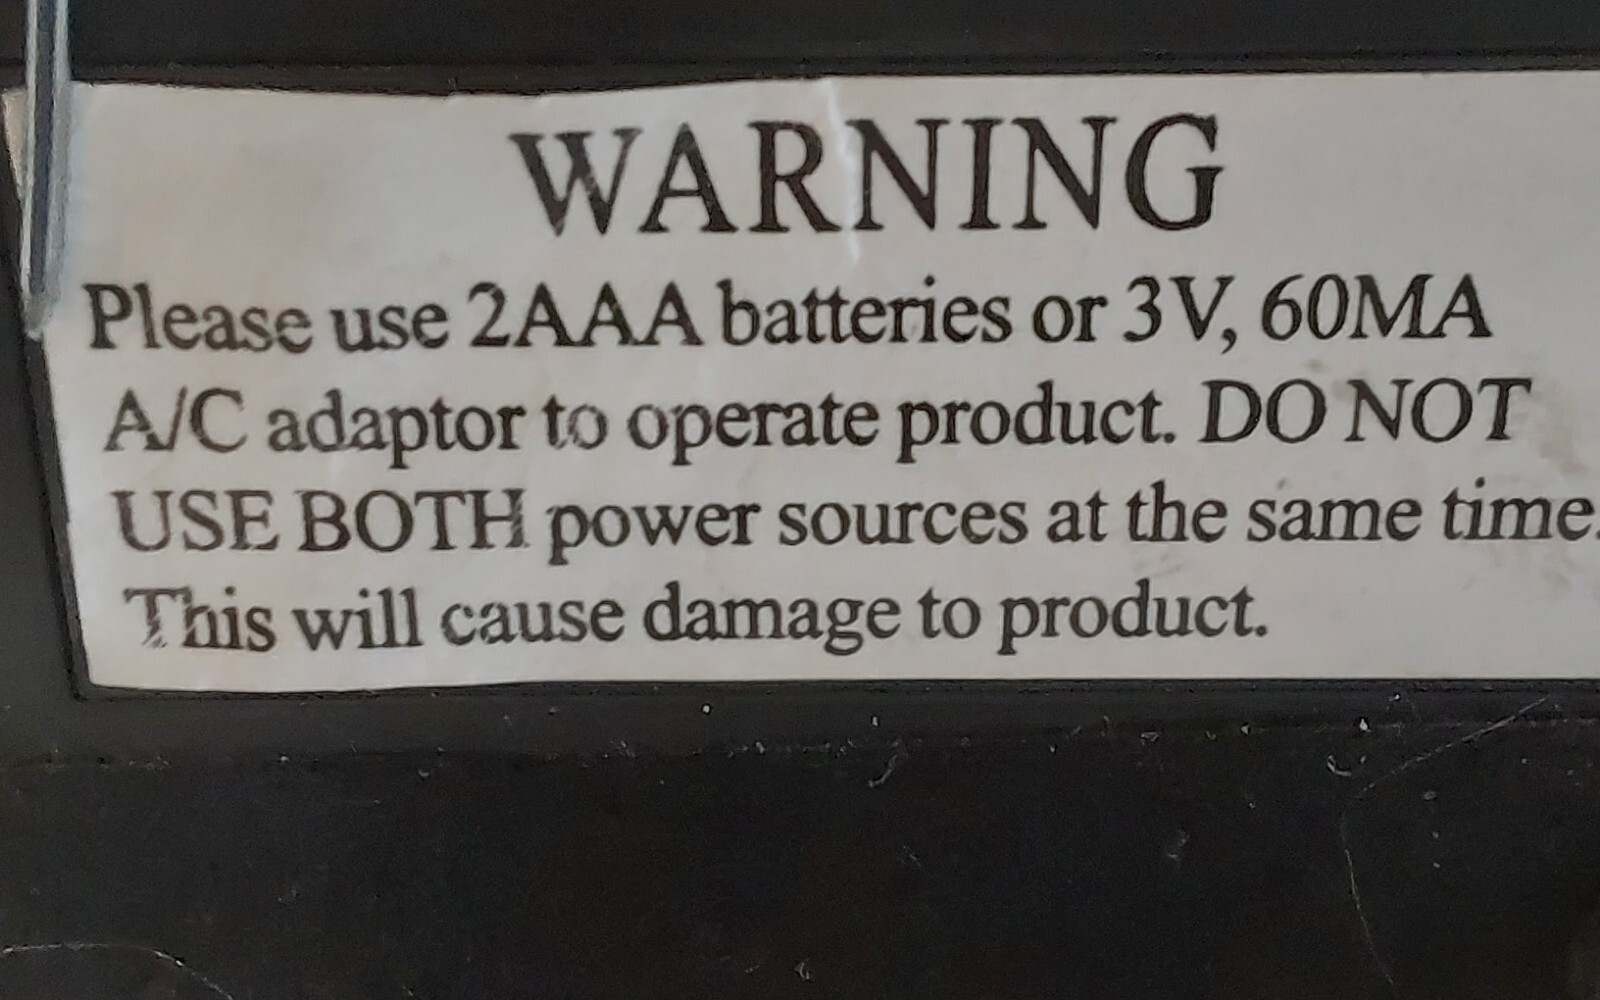 WARNING
Please use 2AAA batteries or 3V, 60MA
A/C adaptor to operate product. DO NOT
USE BOTH power sources at the same time.
This will cause damage to product.